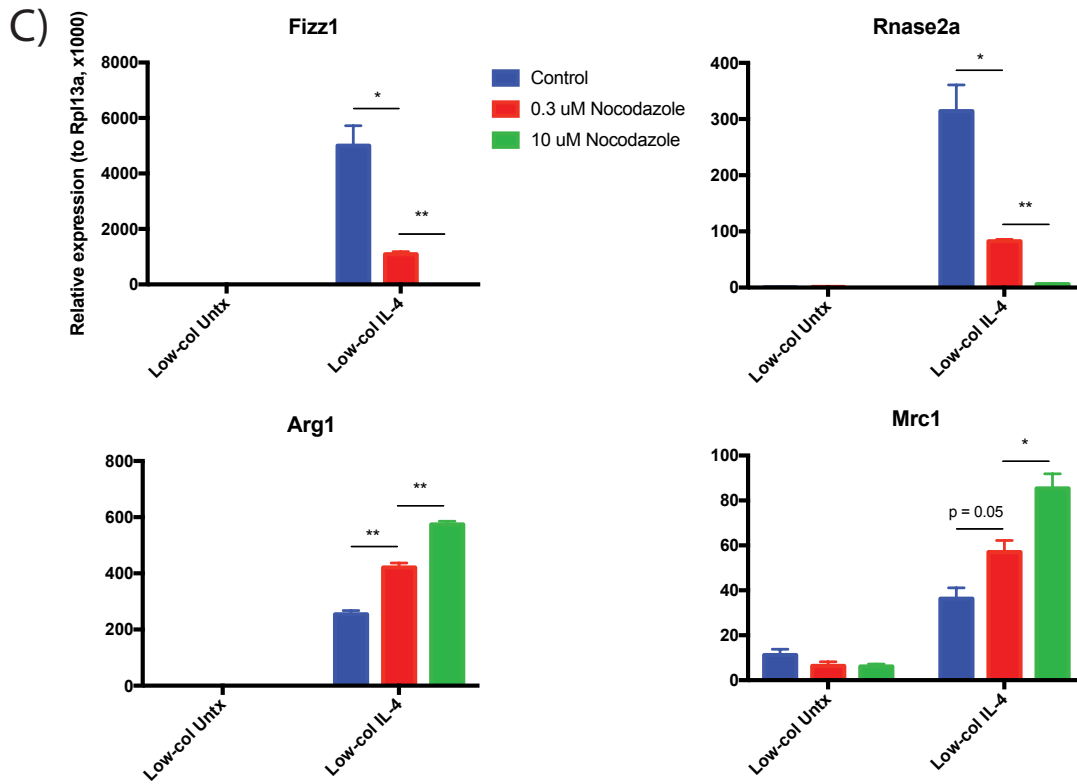 C)
Relative expression (to Rpl13a, x1000)
Fizz1
8000
6000
4000
2000
0
*
**
Low-col Untx
Low-col IL-4
Control
0.3 uM Nocodazole
10 uM Nocodazole
Rnase2a
400
300
200
100
0
*
**
Low-col Untx
Low-col IL-4
Arg1
800
600
400
200
0
**
**
Low-col Untx
Low-col IL-4
Mrc1
100
80
60
40
20
0
p = 0.05
*
Low-col Untx
Low-col IL-4